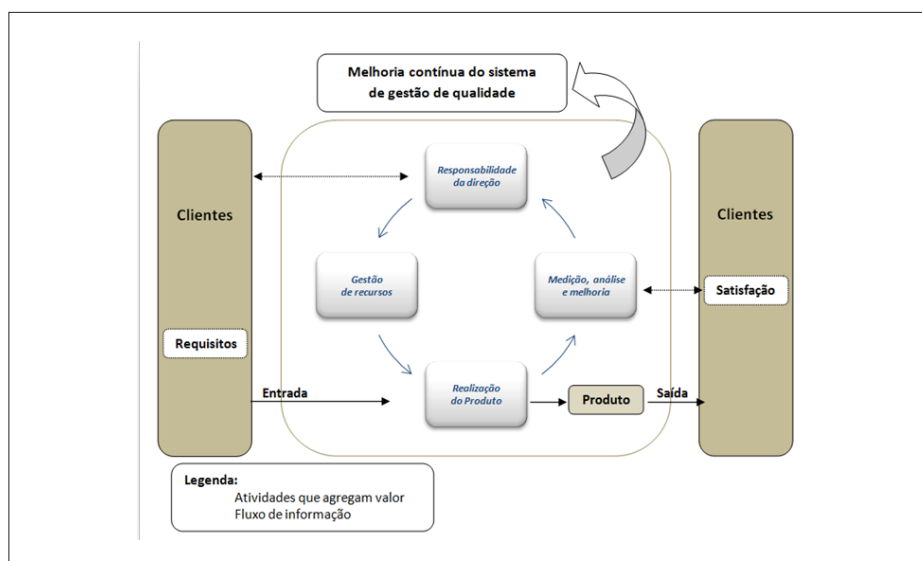 Melhoria contínua do sistema
de gestão de qualidade
Responsabilidade
da direção
Clientes
Clientes
Gestão
de recursos
Medição, análise
e melhoria
Satisfação
Requisitos
Entrada
Realização
do Produto
Produto
Saída
Legenda:
Atividades que agregam valor
Fluxo de informação